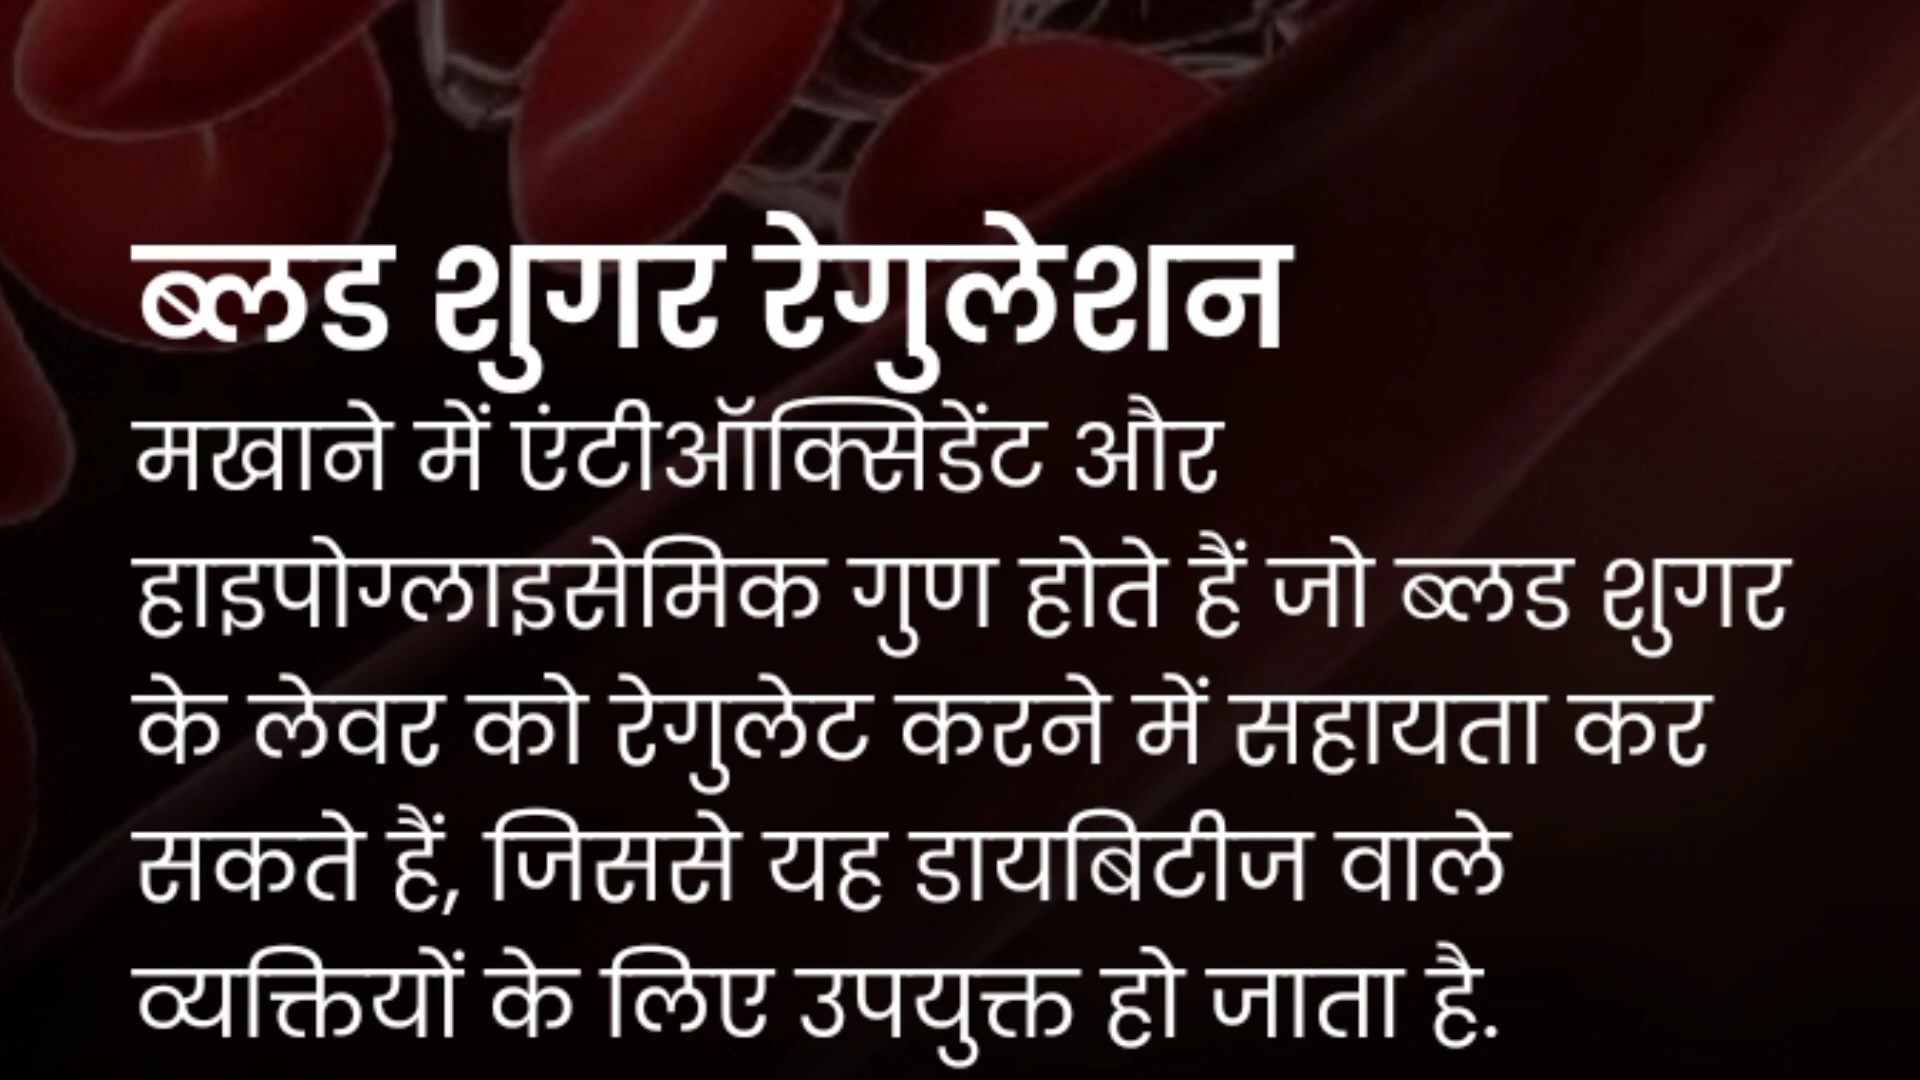 ब्लड शुगर रेगुलेशन
मखाने में एंटीऑक्सिडेंट और
हाइपोग्लाइसेमिक गुण होते हैं जो ब्लड शुगर
के लेवर को रेगुलेट करने में सहायता कर
सकते हैं, जिससे यह डायबिटीज वाले
व्यक्तियों के लिए उपयुक्त हो जाता है.